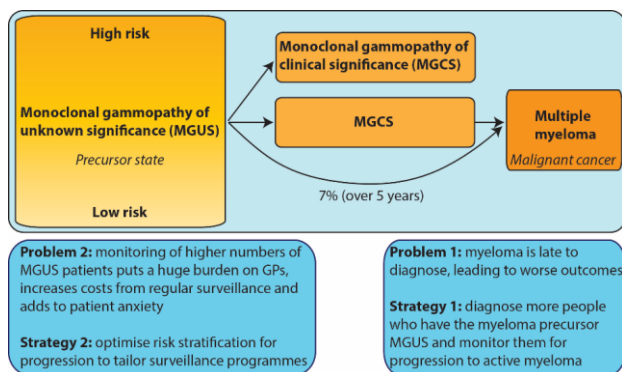 High risk
Monoclonal gammopathy of
unknown significance (MGUS)
Precursor state
Low risk
Monoclonal gammopathy of
clinical significance (MGCS)
MGCS
Multiple
myeloma
Malignant cancer
7% (over 5 years)
Problem 2: monitoring of higher numbers of
MGUS patients puts a huge burden on GPs,
increases costs from regular surveillance and
adds to patient anxiety
Strategy 2: optimise risk stratification for
progression to tailor surveillance programmes
Problem 1: myeloma is late to
diagnose, leading to worse outcomes
Strategy 1: diagnose more people
who have the myeloma precursor
MGUS and monitor them for
progression to active myeloma